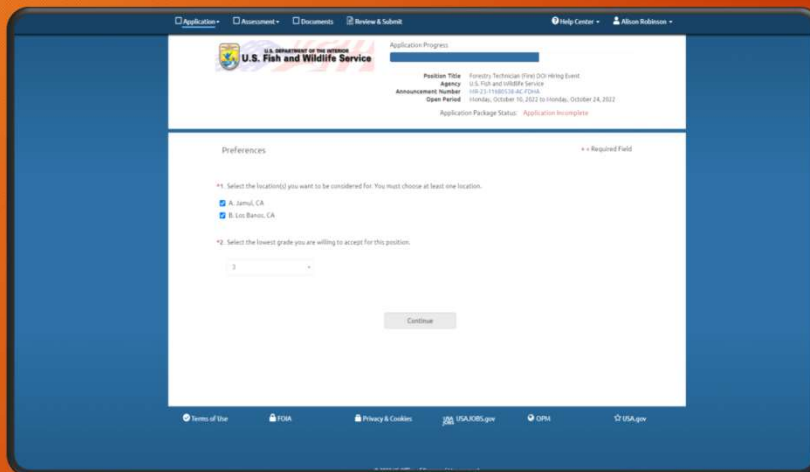 Application
Assessment
Documents
Review & Submit
Help Center
Alison Robinson
U.S. DEPARTMENT OF THE INTERIOR
U.S. Fish and Wildlife Service
Application Progress
Position Title Forestry Technician (Fire) DOI Hiring Event
Agency U.S. Fish and Wildlife Service
Announcement Number
Open Period Monday, October 10, 2022 to Monday, October 24, 2022
Application Package Status: Application Incomplete
Preferences
* = Required Field
*1. Select the location(s) you want to be considered for. You must choose at least one location.
A. Jamul, CA
B. Los Banos, CA
*2. Select the lowest grade you are willing to accept for this position.
3
Continue
Terms of Use
FOIA
Privacy & Cookies
USA JOBS USAJOBS.gov
OPM
USA.gov